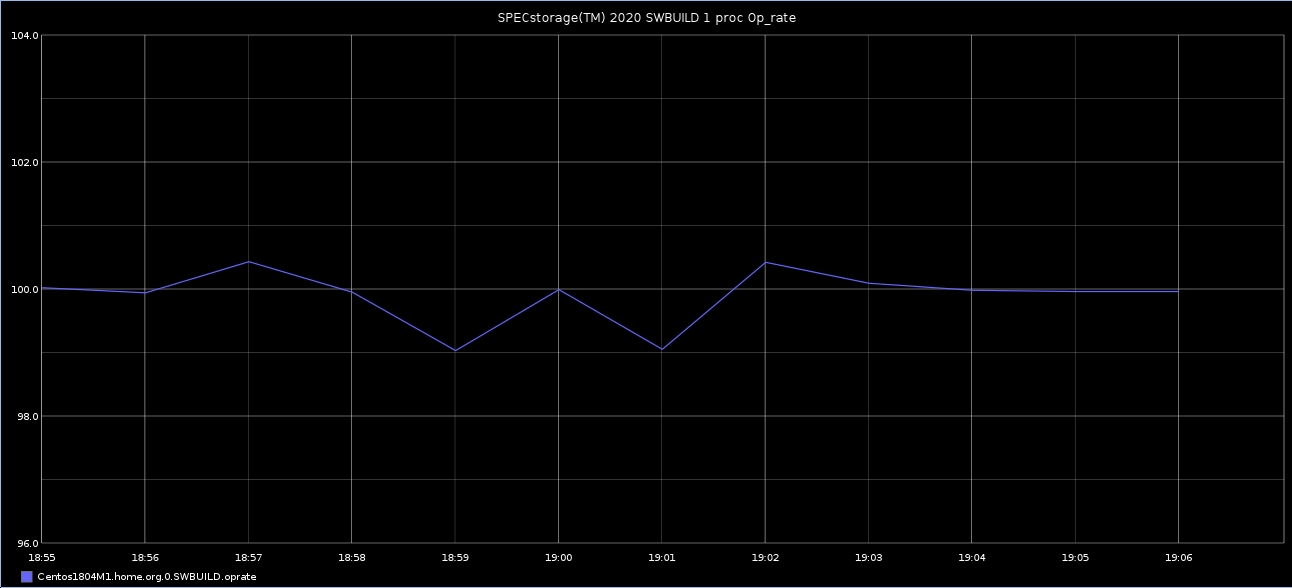 SPECstorage(TM) 2020 SWBUILD 1 proc Op_rate
104.0
102.0
100.0
98.0
96.0
18:55 18:56 18:57 18:58 18:59 19:00 19:01 19:02 19:03 19:04 19:05 19:06
Centos1804M1.home.org.0.SWBUILD.oprate